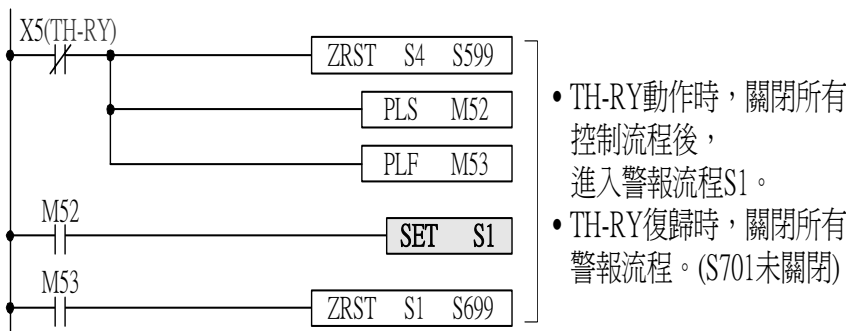 X5(TH-RY)
ZRST S4 S599
PLS M52
PLF M53
M52
SET S1
M53
ZRST S1 S699
• TH-RY動作時，關閉所有
控制流程後，
進入警報流程S1。
• TH-RY復歸時，關閉所有
警報流程。(S701未關閉)